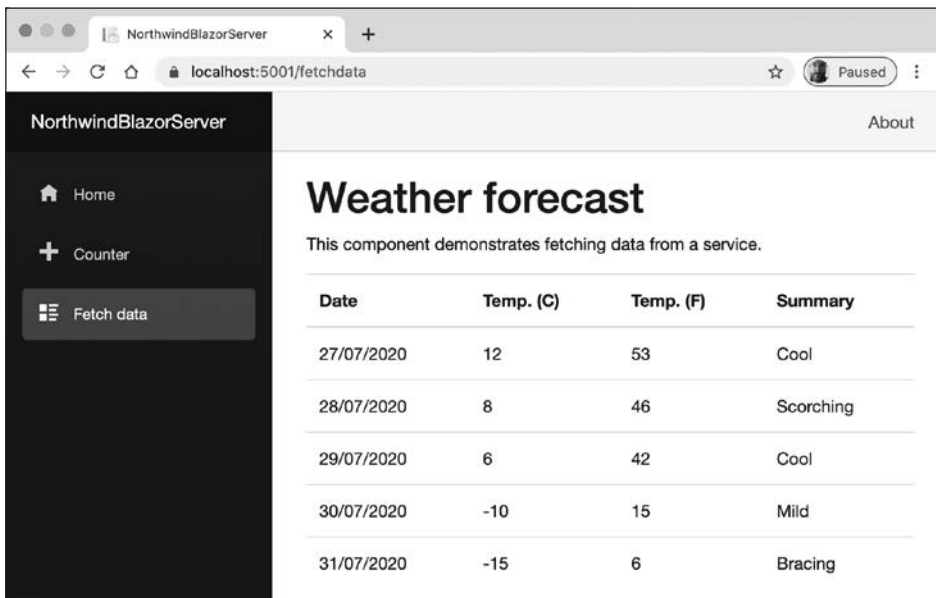 NorthwindBlazorServer
localhost:5001/fetchdata
Paused
NorthwindBlazorServer
About
Home
Counter
Fetch data
Weather forecast
This component demonstrates fetching data from a service.
Date Temp. (C) Temp. (F) Summary
27/07/2020 12 53 Cool
28/07/2020 8 46 Scorching
29/07/2020 6 42 Cool
30/07/2020 -10 15 Mild
31/07/2020 -15 6 Bracing